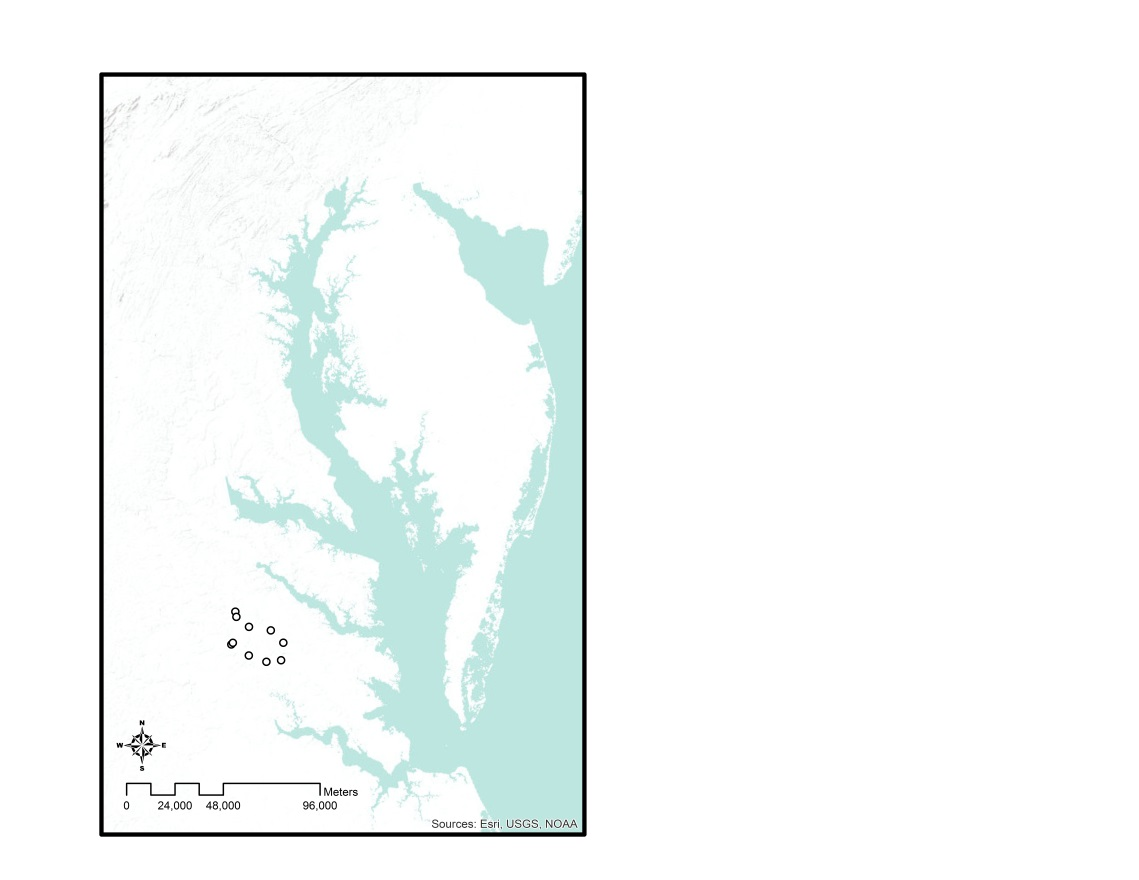 N
W E
S
Meters
0 24,000 48,000 96,000
Sources: Esri, USGS, NOAA